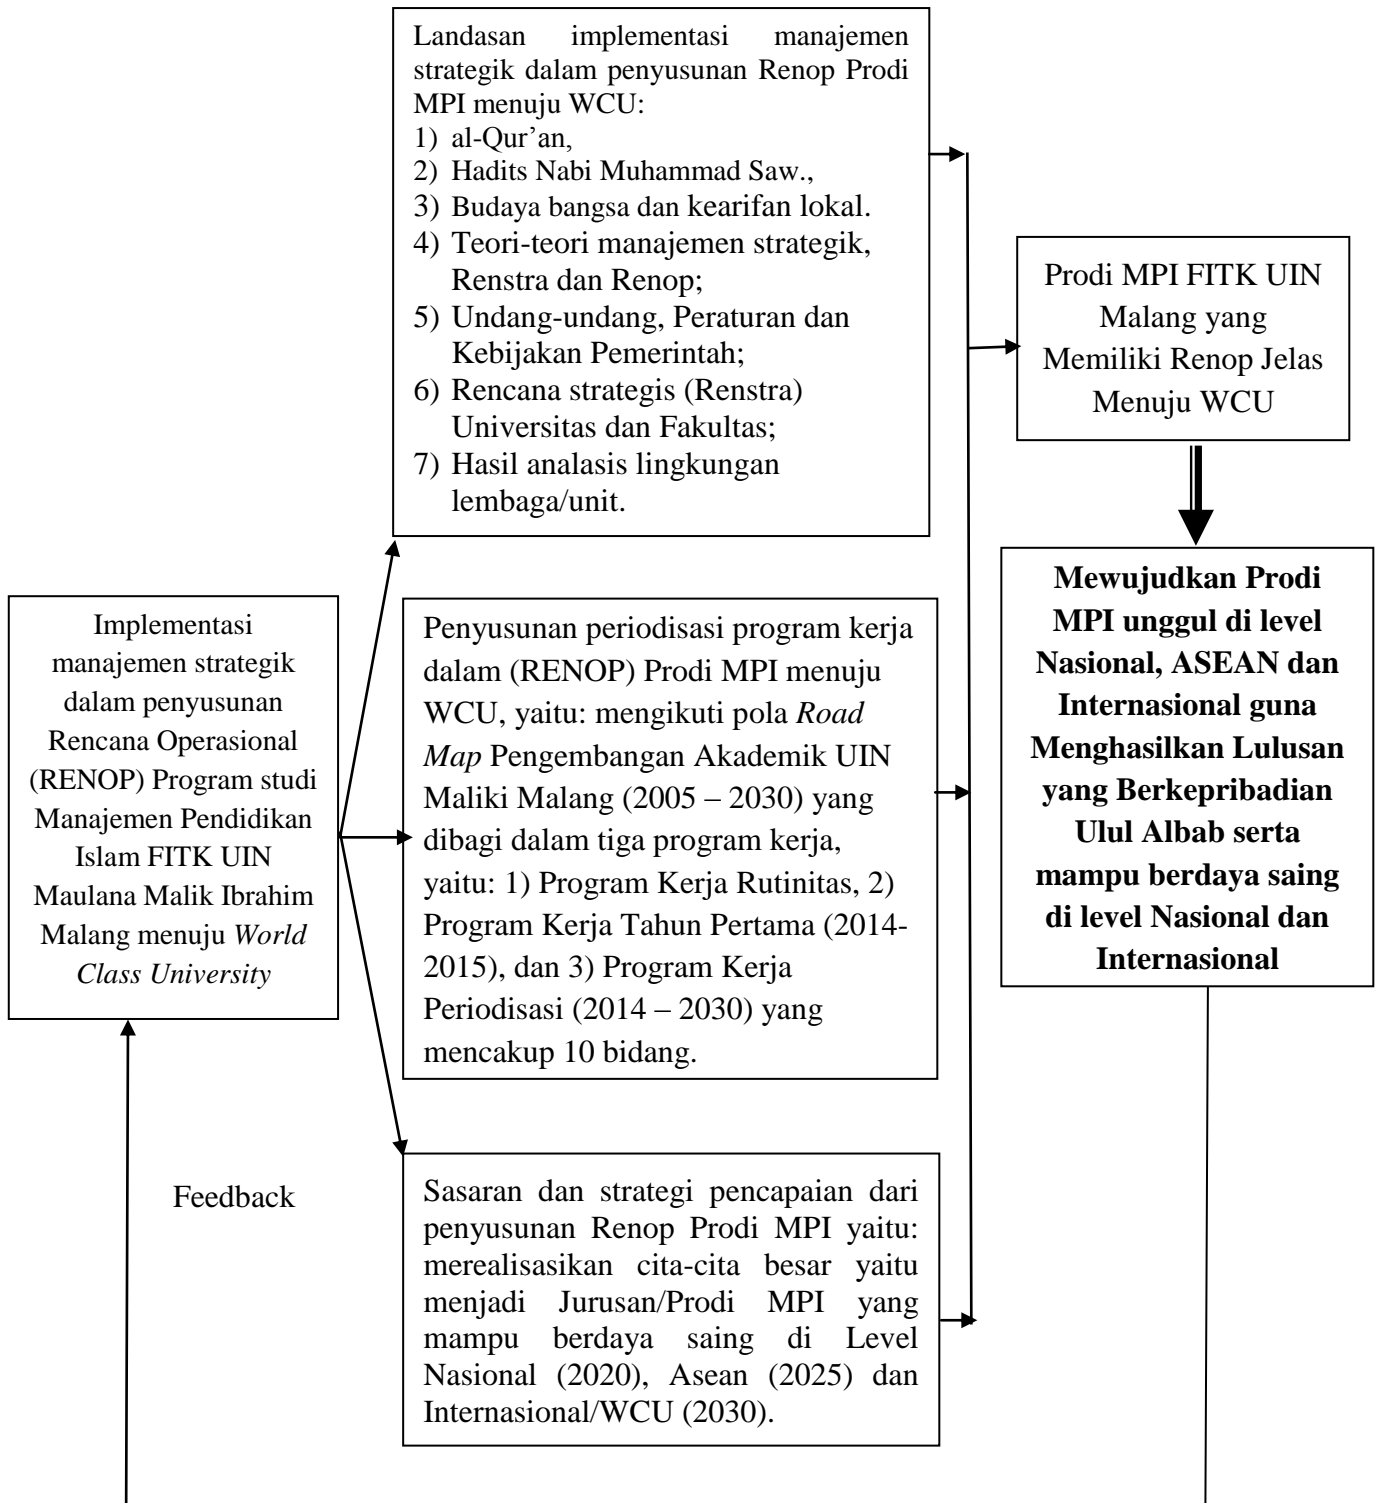 Landasan implementasi manajemen
strategik dalam penyusunan Renop Prodi
MPI menuju WCU:
1) al-Qur’an,
2) Hadits Nabi Muhammad Saw.,
3) Budaya bangsa dan kearifan lokal.
4) Teori-teori manajemen strategik,
Renstra dan Renop;
5) Undang-undang, Peraturan dan
Kebijakan Pemerintah;
6) Rencana strategis (Renstra)
Universitas dan Fakultas;
7) Hasil analasis lingkungan
lembaga/unit.
Prodi MPI FITK UIN
Malang yang
Memiliki Renop Jelas
Menuju WCU
Implementasi
manajemen strategik
dalam penyusunan
Rencana Operasional
(RENOP) Program studi
Manajemen Pendidikan
Islam FITK UIN
Maulana Malik Ibrahim
Malang menuju World
Class University
Penyusunan periodisasi program kerja
dalam (RENOP) Prodi MPI menuju
WCU, yaitu: mengikuti pola Road
Map Pengembangan Akademik UIN
Maliki Malang (2005 – 2030) yang
dibagi dalam tiga program kerja,
yaitu: 1) Program Kerja Rutinitas, 2)
Program Kerja Tahun Pertama (2014-
2015), dan 3) Program Kerja
Periodisasi (2014 – 2030) yang
mencakup 10 bidang.
Mewujudkan Prodi
MPI unggul di level
Nasional, ASEAN dan
Internasional guna
Menghasilkan Lulusan
yang Berkepribadian
Ulul Albab serta
mampu berdaya saing
di level Nasional dan
Internasional
Feedback
Sasaran dan strategi pencapaian dari
penyusunan Renop Prodi MPI yaitu:
merealisasikan cita-cita besar yaitu
menjadi Jurusan/Prodi MPI yang
mampu berdaya saing di Level
Nasional (2020), Asean (2025) dan
Internasional/WCU (2030).